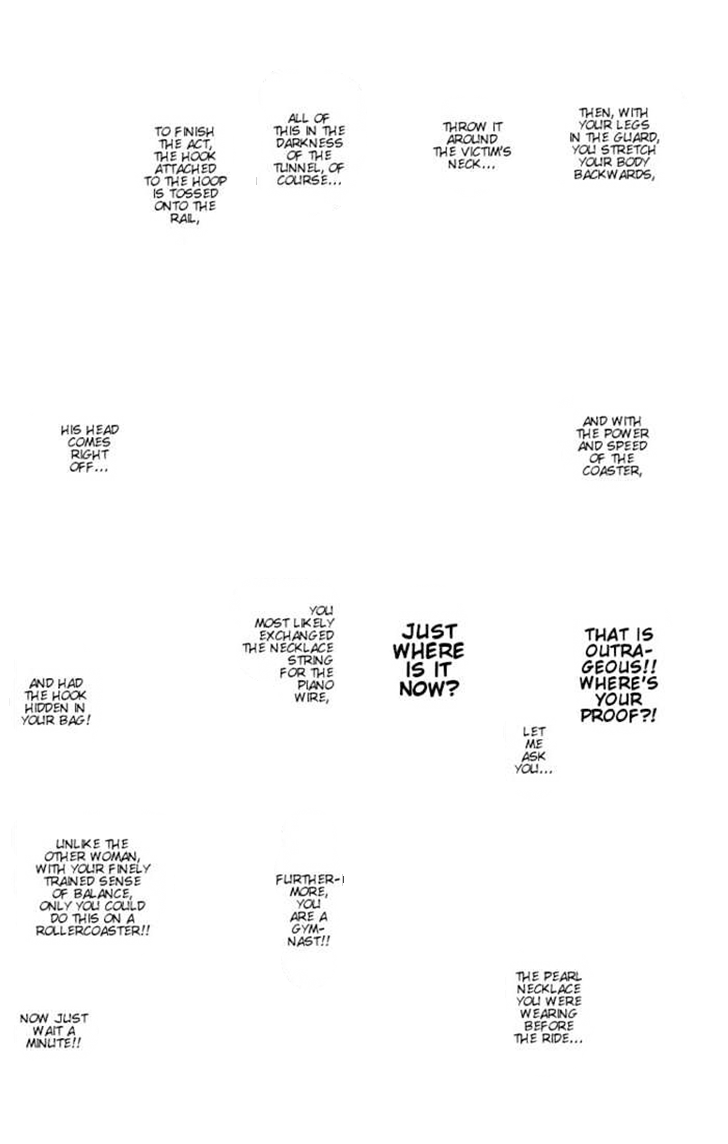 THEN, WITH
YOUR LEGS
IN THE GUARD,
YOU STRETCH
YOUR BODY
BACKWARDS,
THROW IT
AROUND
THE VICTIM'S
NECK...
ALL OF
THIS IN THE
DARKNESS
OF THE
TUNNEL, OF
COURSE...
TO FINISH
THE ACT,
THE HOOK
ATTACHED
TO THE HOOP
IS TOSSED
ONTO THE
RAIL,
AND WITH
THE POWER
AND SPEED
OF THE
COASTER,
HIS HEAD
COMES
RIGHT
OFF...
THAT IS
OUTRA-
GEOUS!!
WHERE'S
YOUR
PROOF?!
LET
ME
ASK
YOU...
THE PEARL
NECKLACE
YOU WERE
WEARING
BEFORE
THE RIDE...
JUST
WHERE
IS IT
NOW?
YOU
MOST LIKELY
EXCHANGED
THE NECKLACE
STRING
FOR THE
PIANO
WIRE,
AND HAD
THE HOOK
HIDDEN IN
YOUR BAG!
FURTHER-
MORE,
YOU
ARE A
GYM-
NAST!!
UNLIKE THE
OTHER WOMAN,
WITH YOUR FINELY
TRAINED SENSE
OF BALANCE,
ONLY YOU COULD
DO THIS ON A
ROLLERCOASTER!!
NOW JUST
WAIT A
MINUTE!!